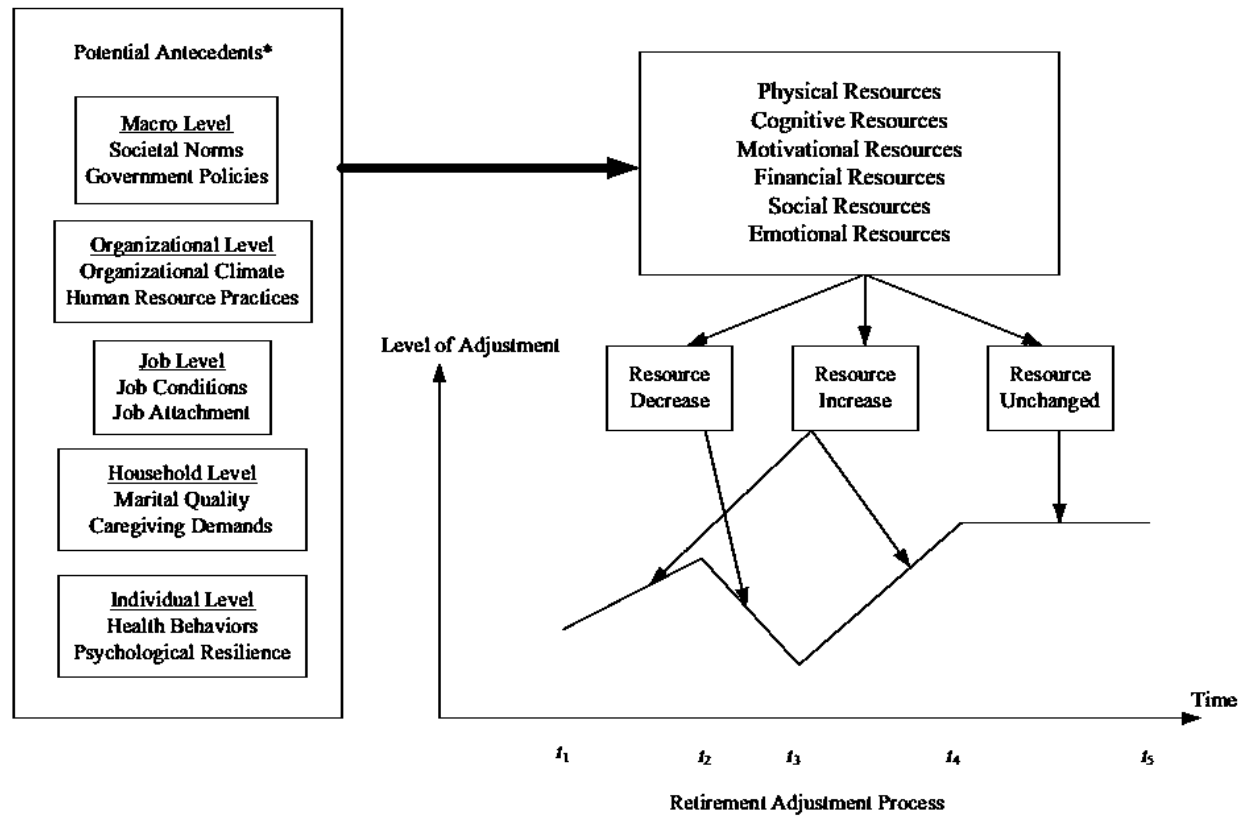 Potential Antecedents*
Macro Level
Societal Norms
Government Policies
Organizational Level
Organizational Climate
Human Resource Practices
Job Level
Job Conditions
Job Attachment
Household Level
Marital Quality
Caregiving Demands
Individual Level
Health Behaviors
Psychological Resilience
Physical Resources
Cognitive Resources
Motivational Resources
Financial Resources
Social Resources
Emotional Resources
Level of Adjustment
Resource
Decrease
Resource
Increase
Resource
Unchanged
Time
t₁ t₂ t₃ t₄ t₅
Retirement Adjustment Process